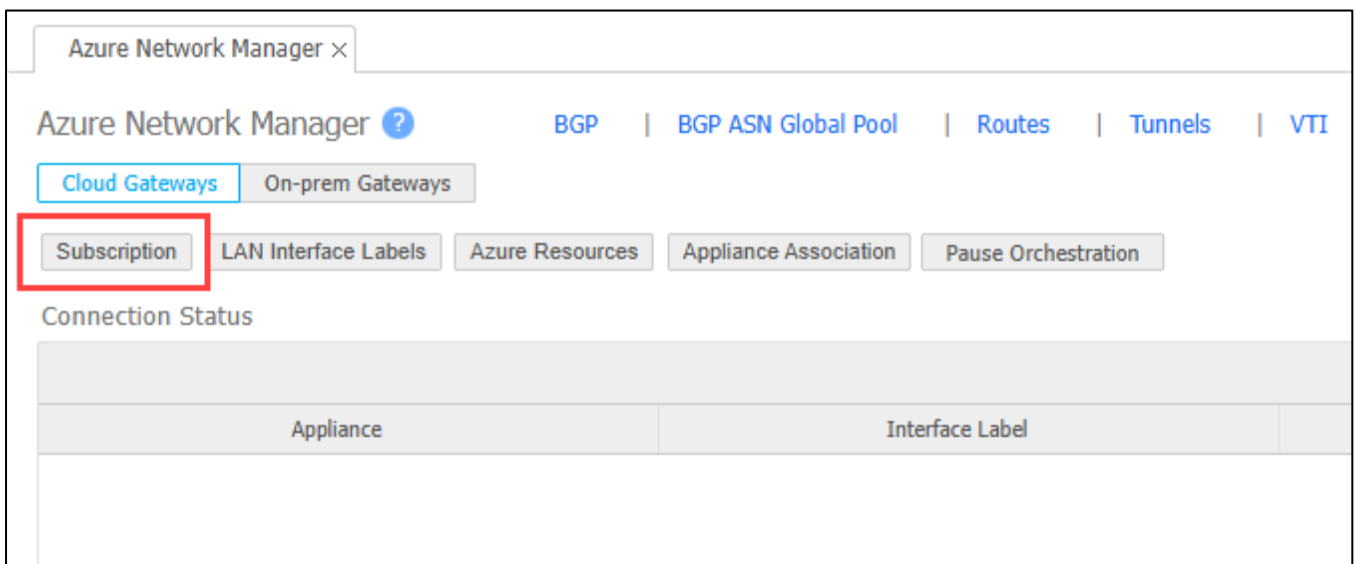 Azure Network Manager ×
Azure Network Manager ? BGP | BGP ASN Global Pool | Routes | Tunnels | VTI
Cloud Gateways On-prem Gateways
Subscription LAN Interface Labels Azure Resources Appliance Association Pause Orchestration
Connection Status
Appliance Interface Label